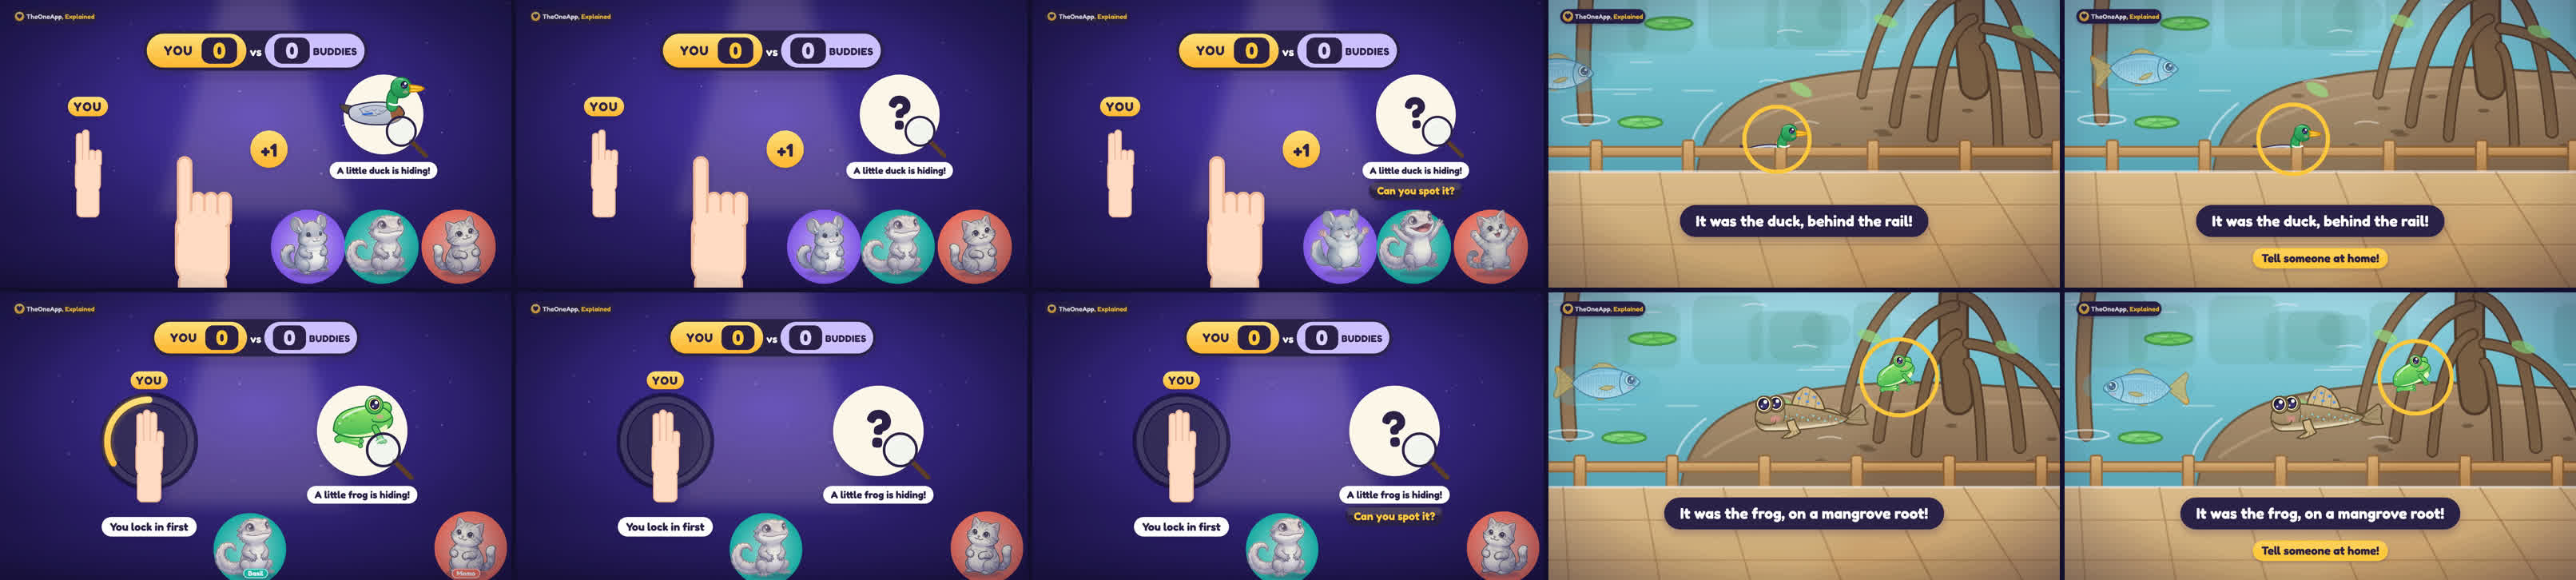 TheOneApp, Explained
YOU 0 vs 0 BUDDIES
YOU
+1
A little duck is hiding!
TheOneApp, Explained
YOU 0 vs 0 BUDDIES
YOU
+1
?
A little duck is hiding!
TheOneApp, Explained
YOU 0 vs 0 BUDDIES
YOU
+1
?
A little duck is hiding!
Can you spot it?
TheOneApp, Explained
It was the duck, behind the rail!
TheOneApp, Explained
It was the duck, behind the rail!
Tell someone at home!
TheOneApp, Explained
YOU 0 vs 0 BUDDIES
YOU
A little frog is hiding!
You lock in first
Basil
Momo
TheOneApp, Explained
YOU 0 vs 0 BUDDIES
YOU
?
A little frog is hiding!
You lock in first
TheOneApp, Explained
YOU 0 vs 0 BUDDIES
YOU
?
A little frog is hiding!
Can you spot it?
You lock in first
TheOneApp, Explained
It was the frog, on a mangrove root!
TheOneApp, Explained
It was the frog, on a mangrove root!
Tell someone at home!